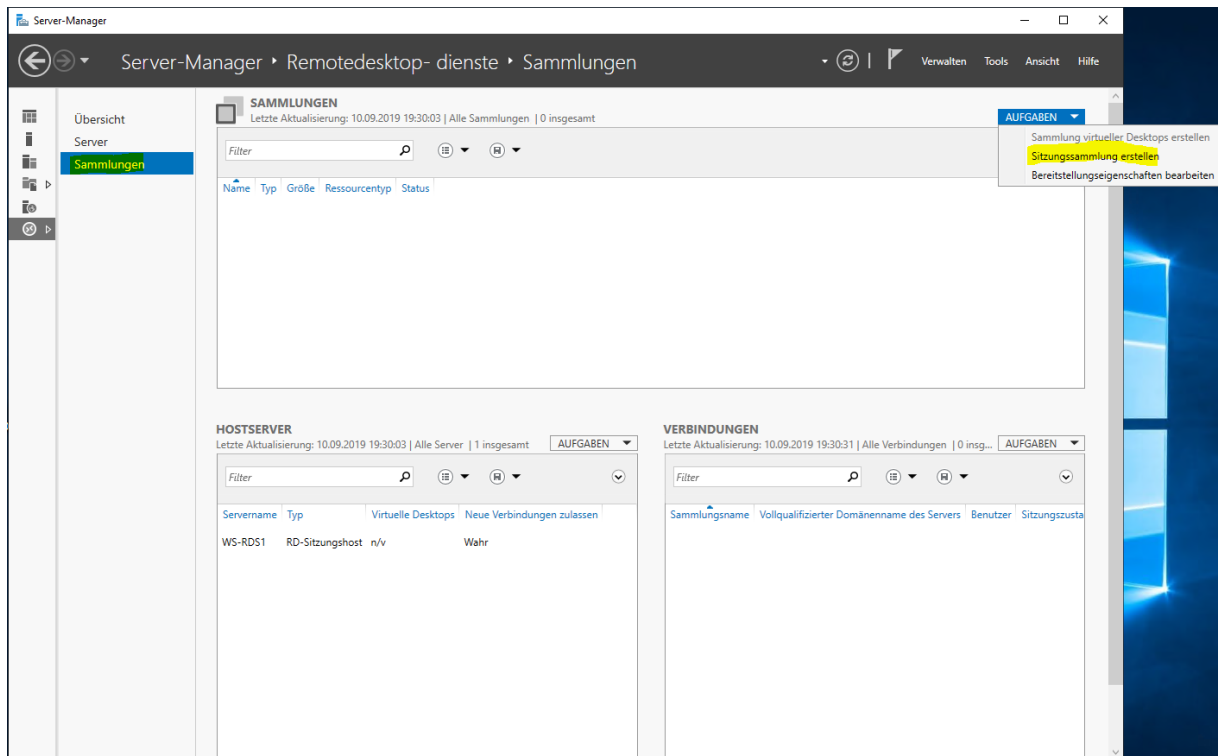 Server-Manager
Server-Manager • Remotedesktop- dienste • Sammlungen
Verwalten Tools Ansicht Hilfe
Übersicht
Server
Sammlungen
SAMMLUNGEN
Letzte Aktualisierung: 10.09.2019 19:30:03 | Alle Sammlungen | 0 insgesamt
AUFGABEN
Sammlung virtueller Desktops erstellen
Sitzungssammlung erstellen
Bereitstellungseigenschaften bearbeiten
Filter
Name Typ Größe Ressourcentyp Status
HOSTSERVER
Letzte Aktualisierung: 10.09.2019 19:30:03 | Alle Server | 1 insgesamt
AUFGABEN
Filter
Servername Typ Virtuelle Desktops Neue Verbindungen zulassen
WS-RDS1 RD-Sitzungshost n/v Wahr
VERBINDUNGEN
Letzte Aktualisierung: 10.09.2019 19:30:31 | Alle Verbindungen | 0 insg...
AUFGABEN
Filter
Sammlungsname Vollqualifizierter Domänenname des Servers Benutzer Sitzungszusta